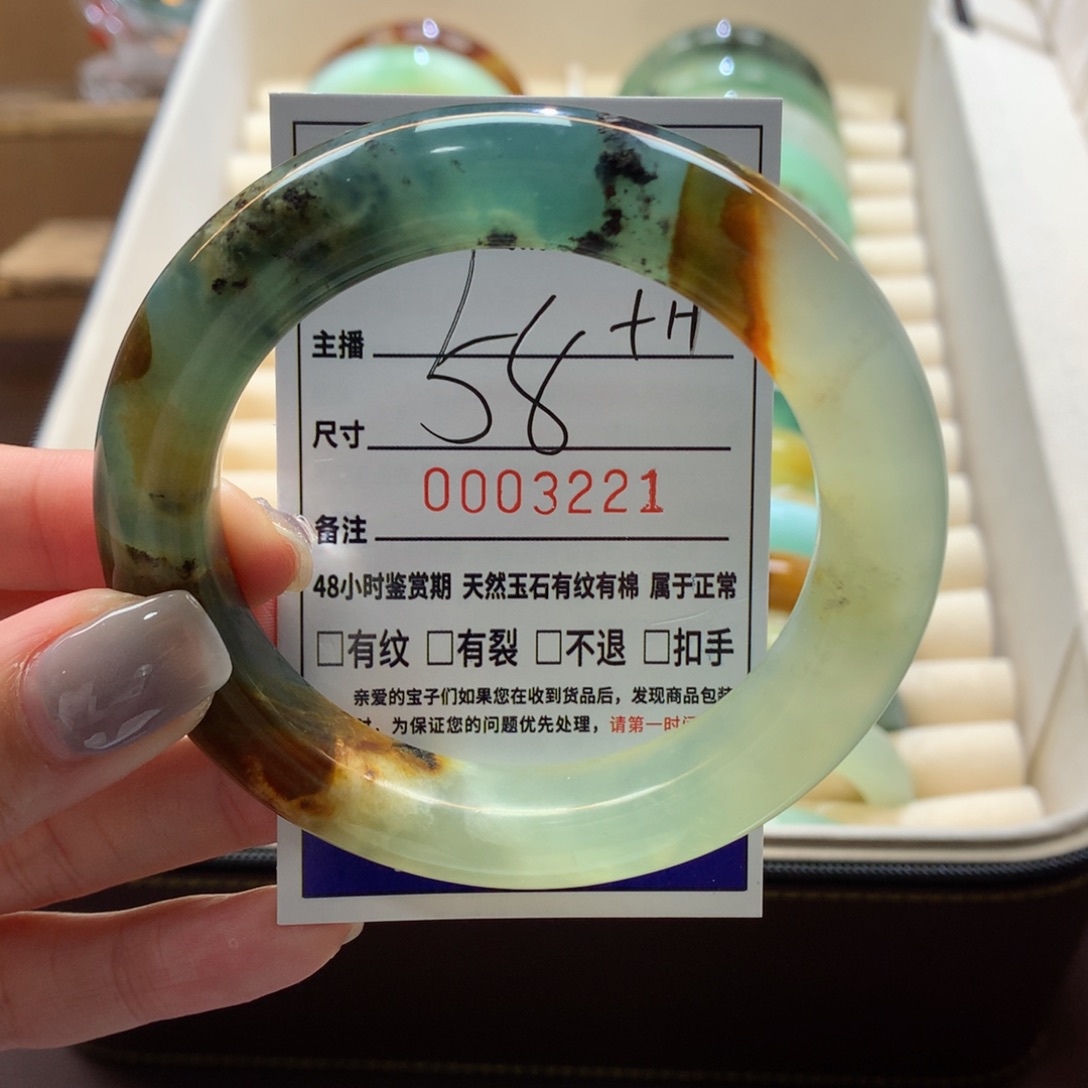 +H
主播
58
尺寸
0003221
备注
48小时鉴赏期 天然玉石有纹有棉 属于正常
□有纹 □有裂 □不退 □扣手
亲爱的宝子们如果您在收到货品后，发现商品包装
时，为保证您的问题优先处理，请第一时间